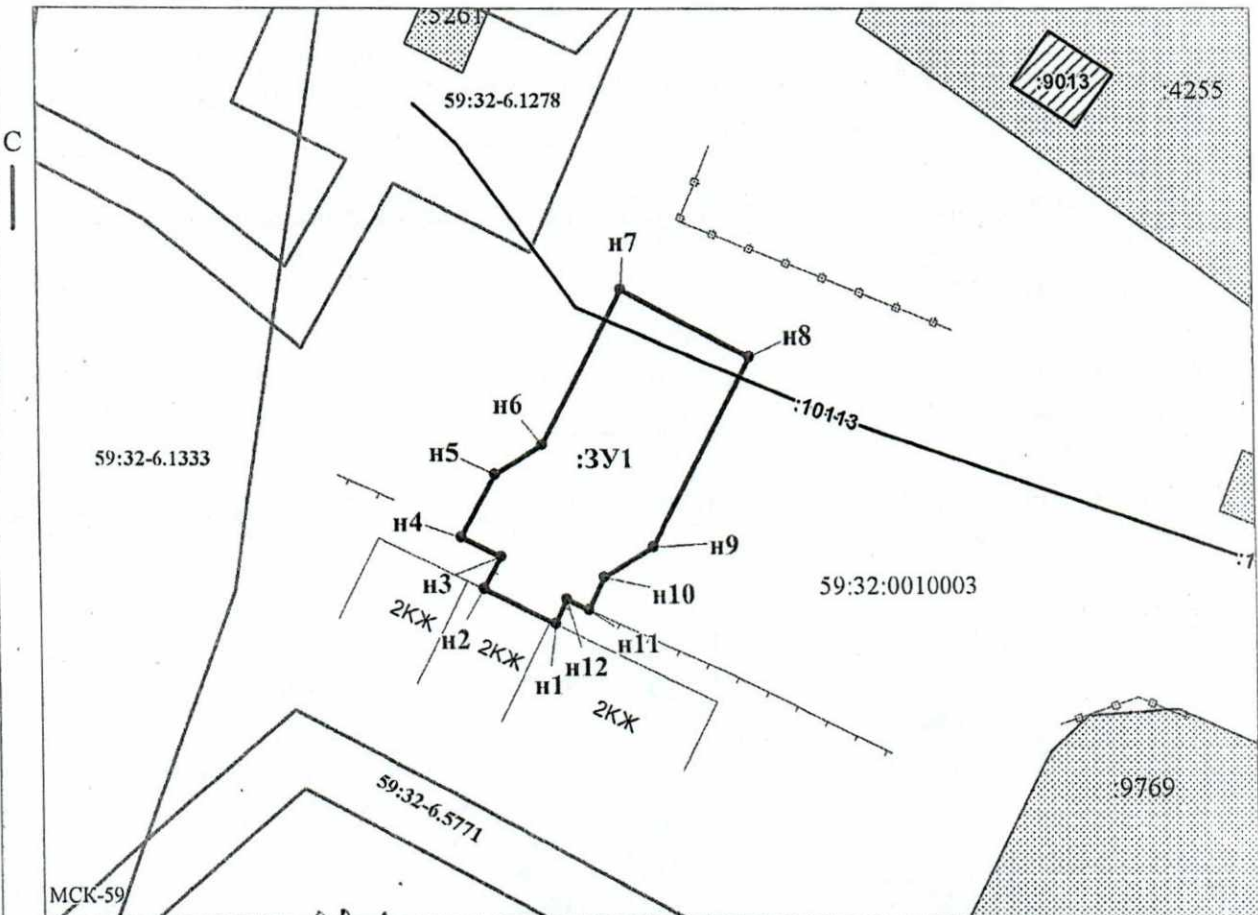 :5261
59:32-6.1278
:9013
:4255
С
н7
н8
:10113
н6
:ЗУ1
н5
59:32-6.1333
н4
н9
н3
н10
59:32:0010003
2КЖ
н2
2КЖ
н12
н11
н1
2КЖ
:1
59:32-6.5771
:9769
МСК-59